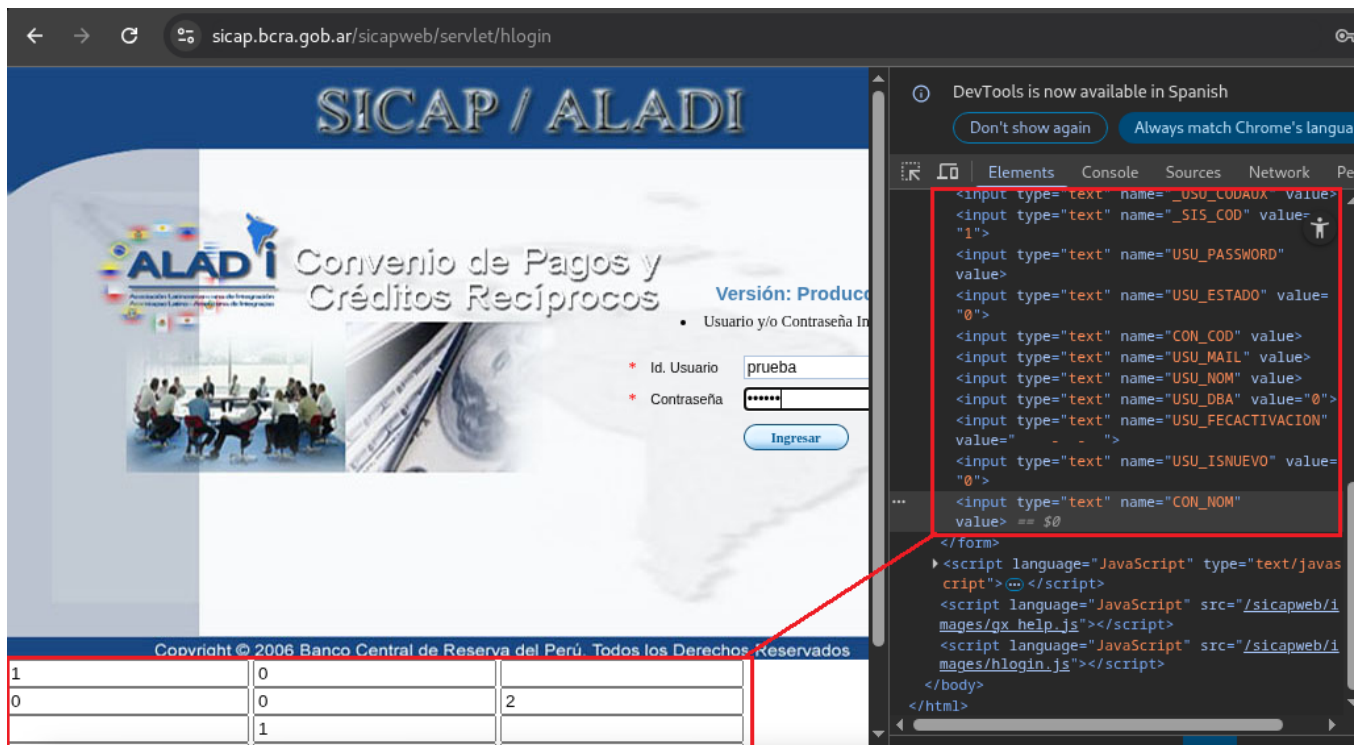 sicap.bcra.gob.ar/sicapweb/servlet/hlogin
SICAP / ALADI
ALADI
Asociación Latinoamericana de Integración
Convenio de Pagos y
Créditos Recíprocos
Versión: Produc
Usuario y/o Contraseña In
* Id. Usuario prueba
* Contraseña ••••••
Ingresar
Copyright © 2006 Banco Central de Reserva del Perú. Todos los Derechos Reservados
1 0
0 0 2
1
DevTools is now available in Spanish
Don't show again Always match Chrome's langua
Elements Console Sources Network Pe
<input type="text" name="_USU_CODAUX" value>
<input type="text" name="_SIS_COD" value=
"1">
<input type="text" name="USU_PASSWORD"
value>
<input type="text" name="USU_ESTADO" value=
"0">
<input type="text" name="CON_COD" value>
<input type="text" name="USU_MAIL" value>
<input type="text" name="USU_NOM" value>
<input type="text" name="USU_DBA" value="0">
<input type="text" name="USU_FECACTIVACION"
value="    -  -  ">
<input type="text" name="USU_ISNUEVO" value=
"0">
<input type="text" name="CON_NOM"
value> == $0
</form>
<script language="JavaScript" type="text/javas
cript"> … </script>
<script language="JavaScript" src="/sicapweb/i
mages/gx_help.js"></script>
<script language="JavaScript" src="/sicapweb/i
mages/hlogin.js"></script>
</body>
</html>